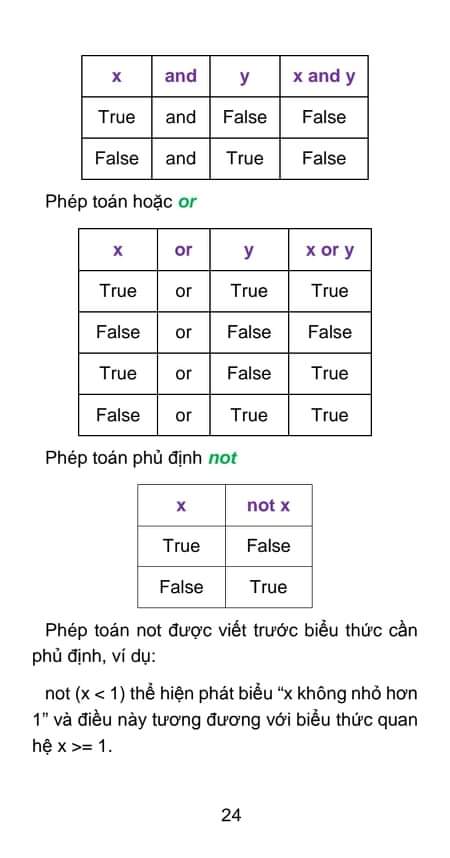 x and y x and y
True and False False
False and True False
Phép toán hoặc or
x or y x or y
True or True True
False or False False
True or False True
False or True True
Phép toán phủ định not
x not x
True False
False True
Phép toán not được viết trước biểu thức cần
phủ định, ví dụ:
not (x < 1) thể hiện phát biểu “x không nhỏ hơn
1” và điều này tương đương với biểu thức quan
hệ x >= 1.
24